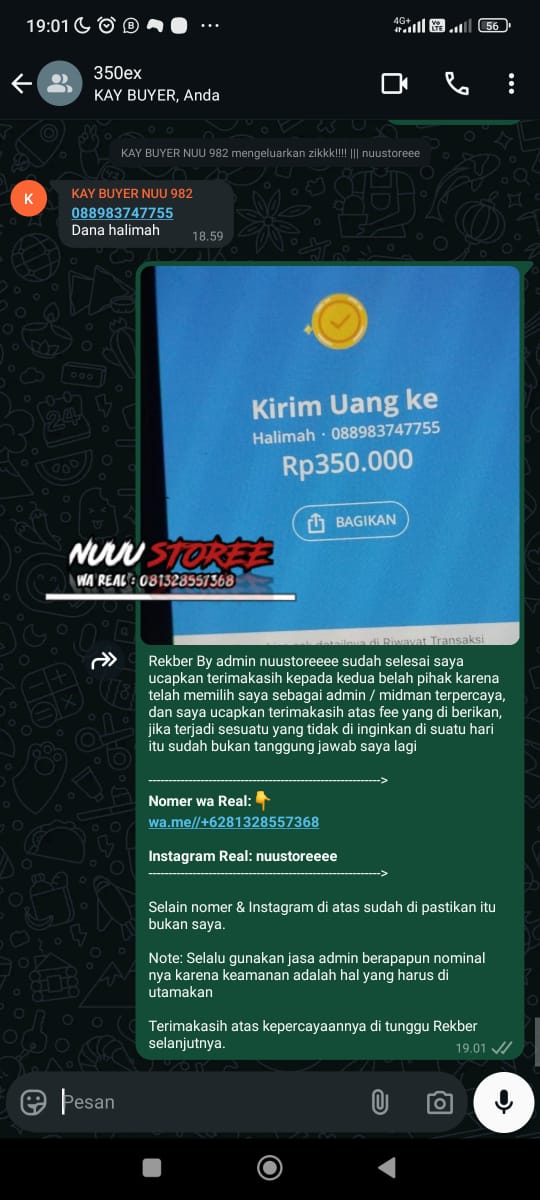 19:01
4G+
Vo
LTE
56
350ex
KAY BUYER, Anda
KAY BUYER NUU 982 mengeluarkan zikkk!!!! ||| nuustoreee
K
KAY BUYER NUU 982
088983747755
Dana halimah
18.59
Kirim Uang ke
Halimah · 088983747755
Rp350.000
BAGIKAN
NUUU STOREE
WA REAL : 081328557368
detailnya di Riwayat Transaksi
Rekber By admin nuustoreeee sudah selesai saya
ucapkan terimakasih kepada kedua belah pihak karena
telah memilih saya sebagai admin / midman terpercaya,
dan saya ucapkan terimakasih atas fee yang di berikan,
jika terjadi sesuatu yang tidak di inginkan di suatu hari
itu sudah bukan tanggung jawab saya lagi
---------------------------------------------------------->
Nomer wa Real:👇
wa.me//+6281328557368
Instagram Real: nuustoreeee
---------------------------------------------------------->
Selain nomer & Instagram di atas sudah di pastikan itu
bukan saya.
Note: Selalu gunakan jasa admin berapapun nominal
nya karena keamanan adalah hal yang harus di
utamakan
Terimakasih atas kepercayaannya di tunggu Rekber
selanjutnya.
19.01
Pesan